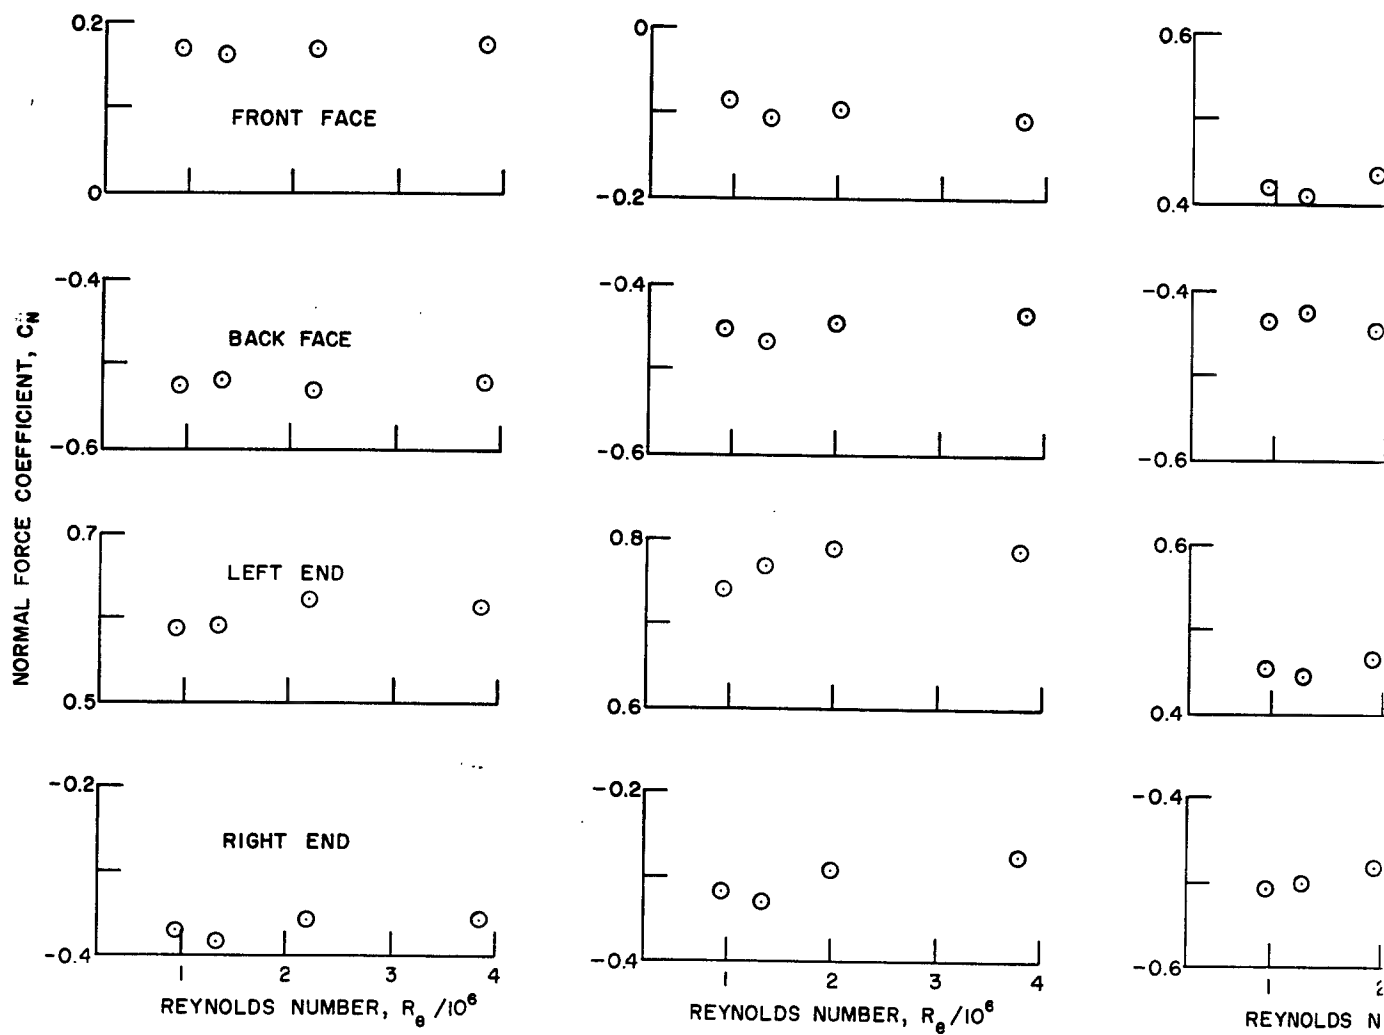 0.2
FRONT FACE
0
0
-0.2
0.6
0.4
NORMAL FORCE COEFFICIENT, CN
-0.4
BACK FACE
-0.6
-0.4
-0.6
-0.4
-0.6
0.7
LEFT END
0.5
0.8
0.6
0.6
0.4
-0.2
RIGHT END
-0.4
1 2 3 4
REYNOLDS NUMBER, Re/10⁶
-0.2
-0.4
1 2 3 4
REYNOLDS NUMBER, Re/10⁶
-0.4
-0.6
1 2
REYNOLDS N